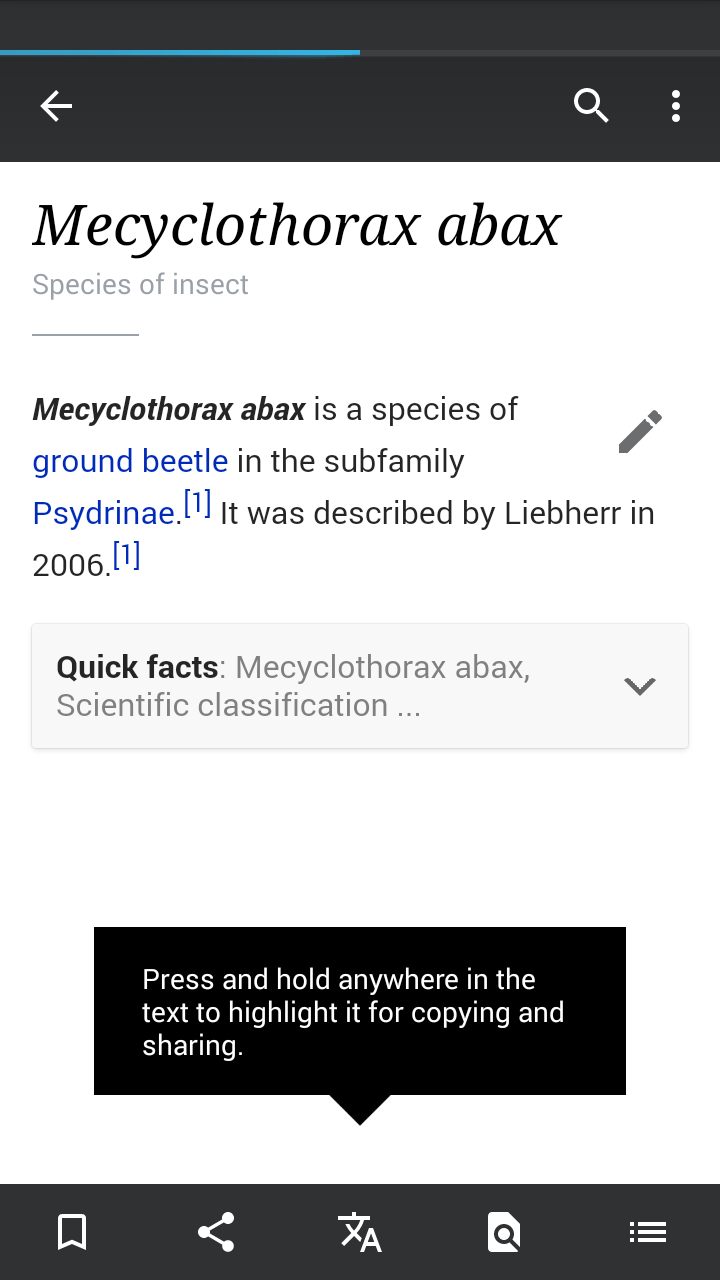 Mecyclothorax abax
Species of insect
Mecyclothorax abax is a species of
ground beetle in the subfamily
Psydrinae.[1] It was described by Liebherr in
2006.[1]
Quick facts: Mecyclothorax abax,
Scientific classification ...
Press and hold anywhere in the
text to highlight it for copying and
sharing.